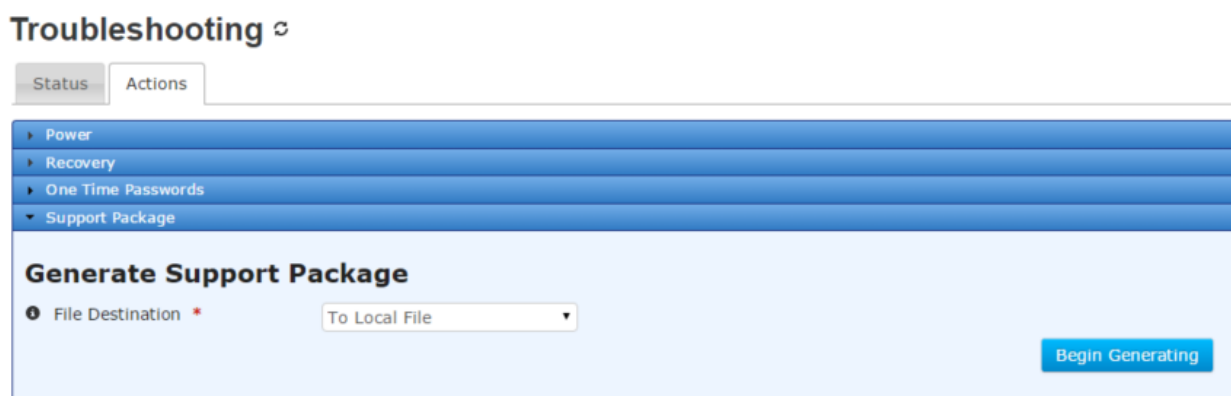 Troubleshooting
Status Actions
Power
Recovery
One Time Passwords
Support Package
Generate Support Package
File Destination * To Local File
Begin Generating